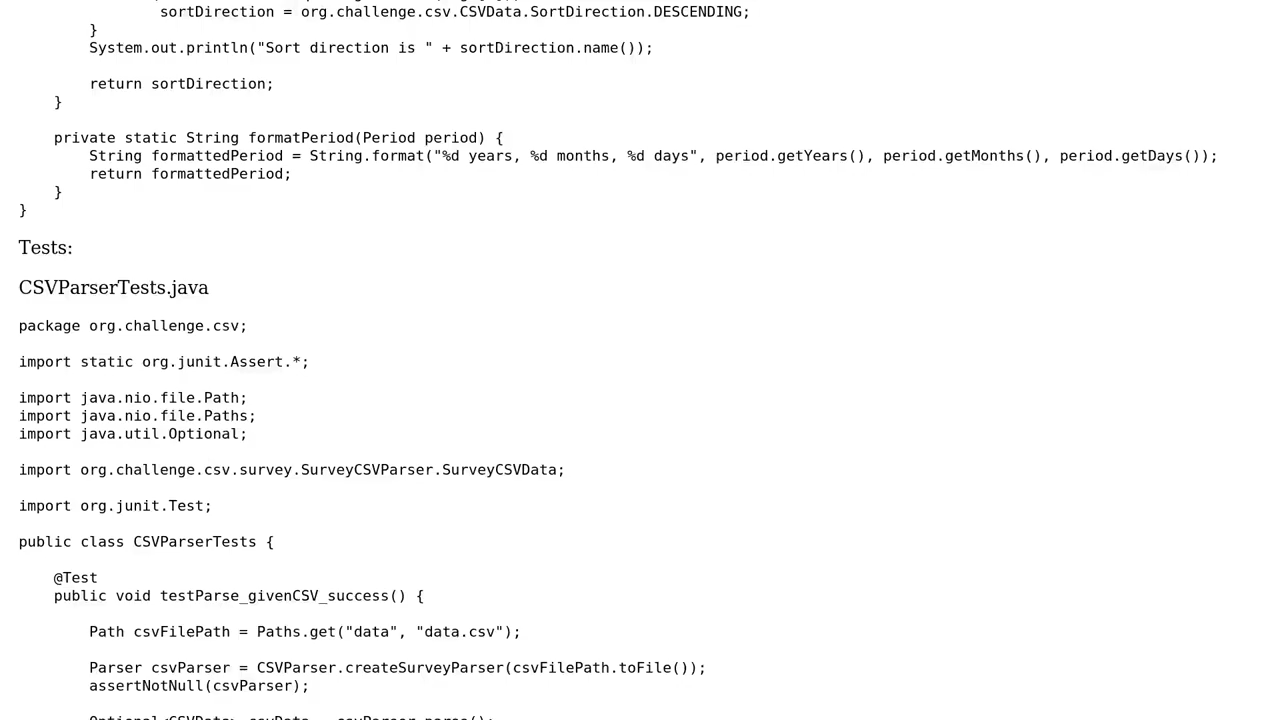 sortDirection = org.challenge.csv.CSVData.SortDirection.DESCENDING;
}
System.out.println("Sort direction is " + sortDirection.name());
return sortDirection;
}
private static String formatPeriod(Period period) {
String formattedPeriod = String.format("%d years, %d months, %d days", period.getYears(), period.getMonths(), period.getDays());
return formattedPeriod;
}
}
Tests:
CSVParserTests.java
package org.challenge.csv;
import static org.junit.Assert.*;
import java.nio.file.Path;
import java.nio.file.Paths;
import java.util.Optional;
import org.challenge.csv.survey.SurveyCSVParser.SurveyCSVData;
import org.junit.Test;
public class CSVParserTests {
@Test
public void testParse_givenCSV_success() {
Path csvFilePath = Paths.get("data", "data.csv");
Parser csvParser = CSVParser.createSurveyParser(csvFilePath.toFile());
assertNotNull(csvParser);
Optional<CSVData> csvData = csvParser.parse();